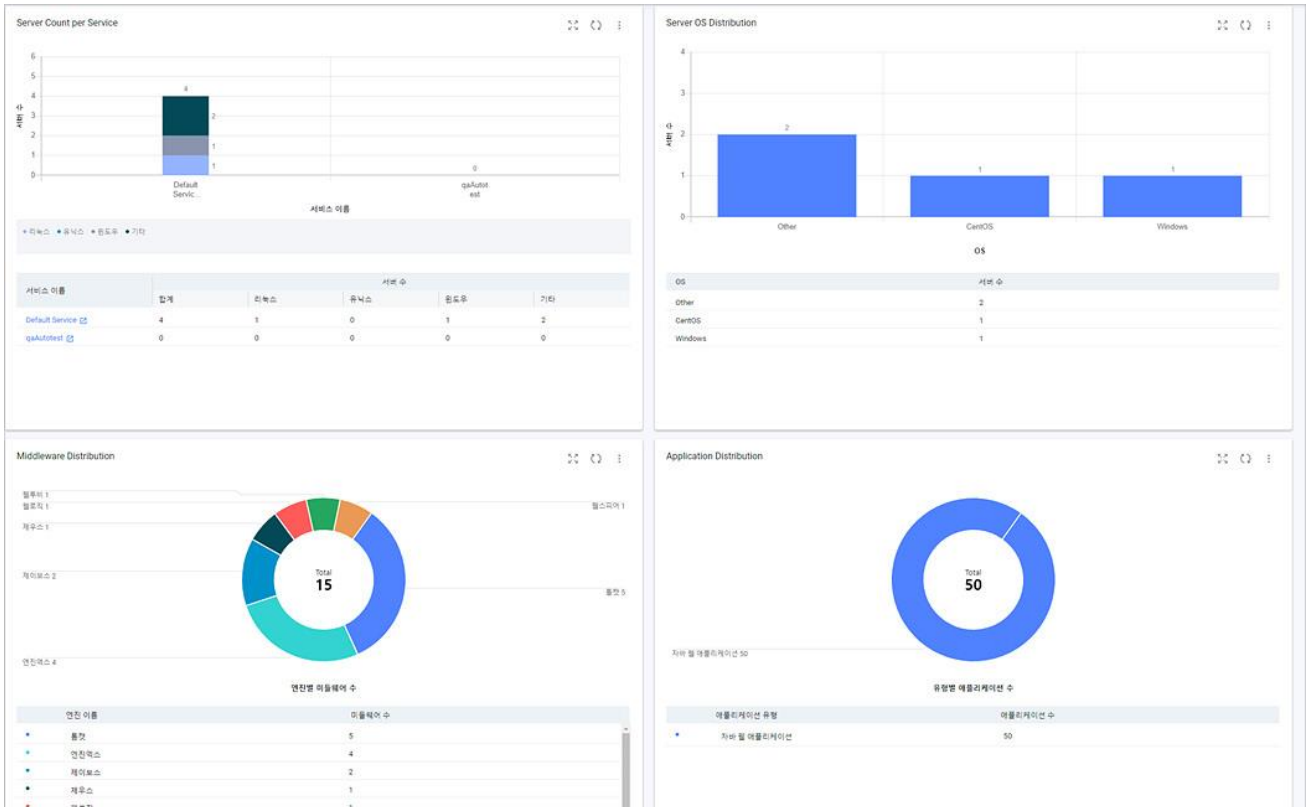 Server Count per Service
6
5
4
3
2
1
0
서버 수
4
2
1
1
0
Default
Servic...
qaAutot
est
서비스 이름
리눅스 유닉스 윈도우 기타
서비스 이름 서버 수
합계 리눅스 유닉스 윈도우 기타
Default Service 4 1 0 1 2
qaAutotest 0 0 0 0 0
Server OS Distribution
4
3
2
1
0
서버 수
2
1
1
Other CentOS Windows
OS
OS 서버 수
Other 2
CentOS 1
Windows 1
Middleware Distribution
웹투비 1
웹로직 1
제우스 1
제이보스 2
엔진엑스 4
웹스피어 1
톰캣 5
Total
15
엔진별 미들웨어 수
엔진 이름 미들웨어 수
톰캣 5
엔진엑스 4
제이보스 2
제우스 1
Application Distribution
Total
50
자바 웹 애플리케이션 50
유형별 애플리케이션 수
애플리케이션 유형 애플리케이션 수
자바 웹 애플리케이션 50